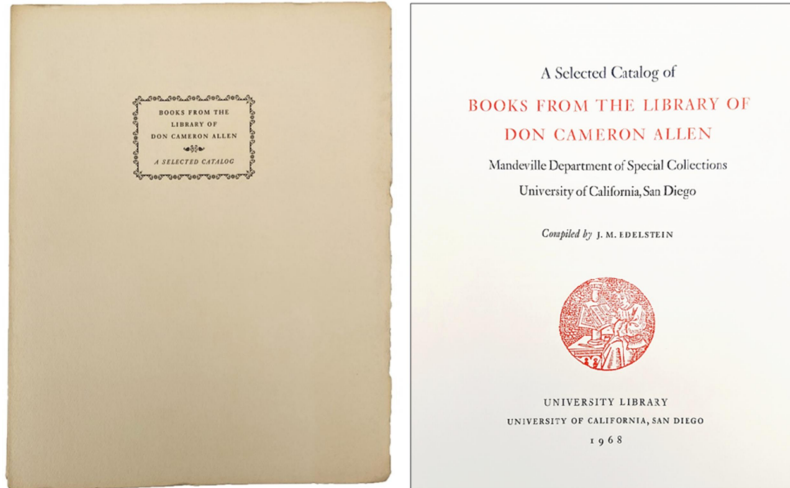 BOOKS FROM THE
LIBRARY OF
DON CAMERON ALLEN
A SELECTED CATALOG
A Selected Catalog of
BOOKS FROM THE LIBRARY OF
DON CAMERON ALLEN
Mandeville Department of Special Collections
University of California, San Diego
Compiled by J. M. EDELSTEIN
UNIVERSITY LIBRARY
UNIVERSITY OF CALIFORNIA, SAN DIEGO
1968